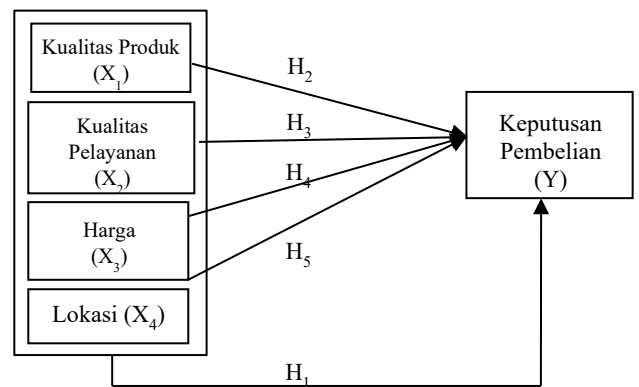 Kualitas Produk
(X₁)
H₂
Kualitas
Pelayanan
(X₂)
H₃
Keputusan
Pembelian
(Y)
H₄
Harga
(X₃)
H₅
Lokasi (X₄)
H₁